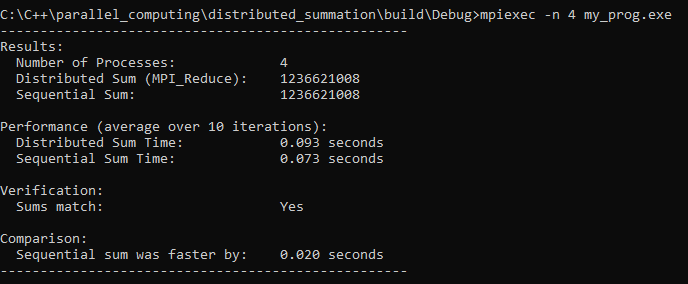 C:\C++\parallel_computing\distributed_summation\build\Debug>mpiexec -n 4 my_prog.exe
---------------------------------------------------
Results:
  Number of Processes:           4
  Distributed Sum (MPI_Reduce):  1236621008
  Sequential Sum:                1236621008
Performance (average over 10 iterations):
  Distributed Sum Time:          0.093 seconds
  Sequential Sum Time:           0.073 seconds
Verification:
  Sums match:                    Yes
Comparison:
  Sequential sum was faster by:  0.020 seconds
---------------------------------------------------